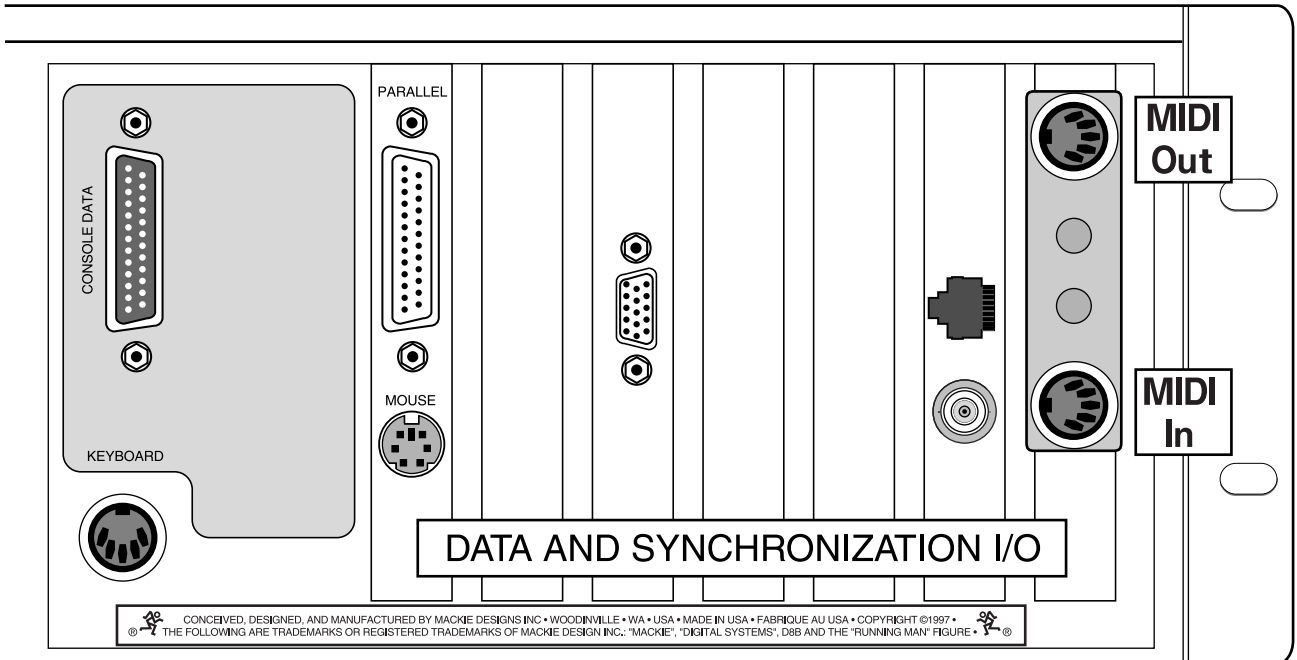 PARALLEL
MIDI
Out
CONSOLE DATA
MOUSE
MIDI
In
KEYBOARD
DATA AND SYNCHRONIZATION I/O
CONCEIVED, DESIGNED, AND MANUFACTURED BY MACKIE DESIGNS INC • WOODINVILLE • WA • USA • MADE IN USA • FABRIQUE AU USA • COPYRIGHT ©1997 •
® THE FOLLOWING ARE TRADEMARKS OR REGISTERED TRADEMARKS OF MACKIE DESIGN INC.: "MACKIE", "DIGITAL SYSTEMS", D8B AND THE "RUNNING MAN" FIGURE • ®